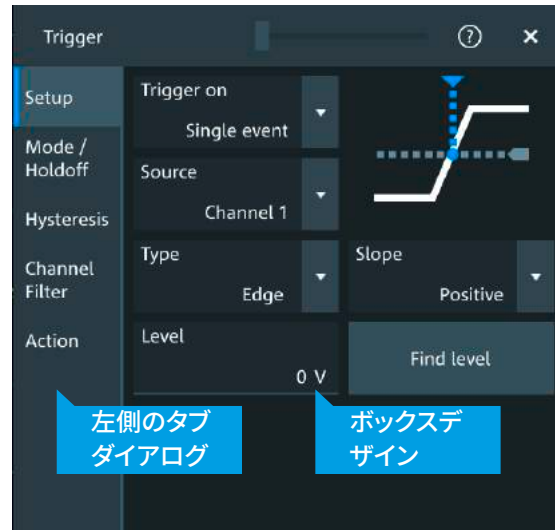 Trigger
?
×
Setup
Mode /
Holdoff
Hysteresis
Channel
Filter
Action
Trigger on
Single event
Source
Channel 1
Type
Edge
Slope
Positive
Level
0 V
Find level
左側のタブ
ダイアログ
ボックスデ
ザイン